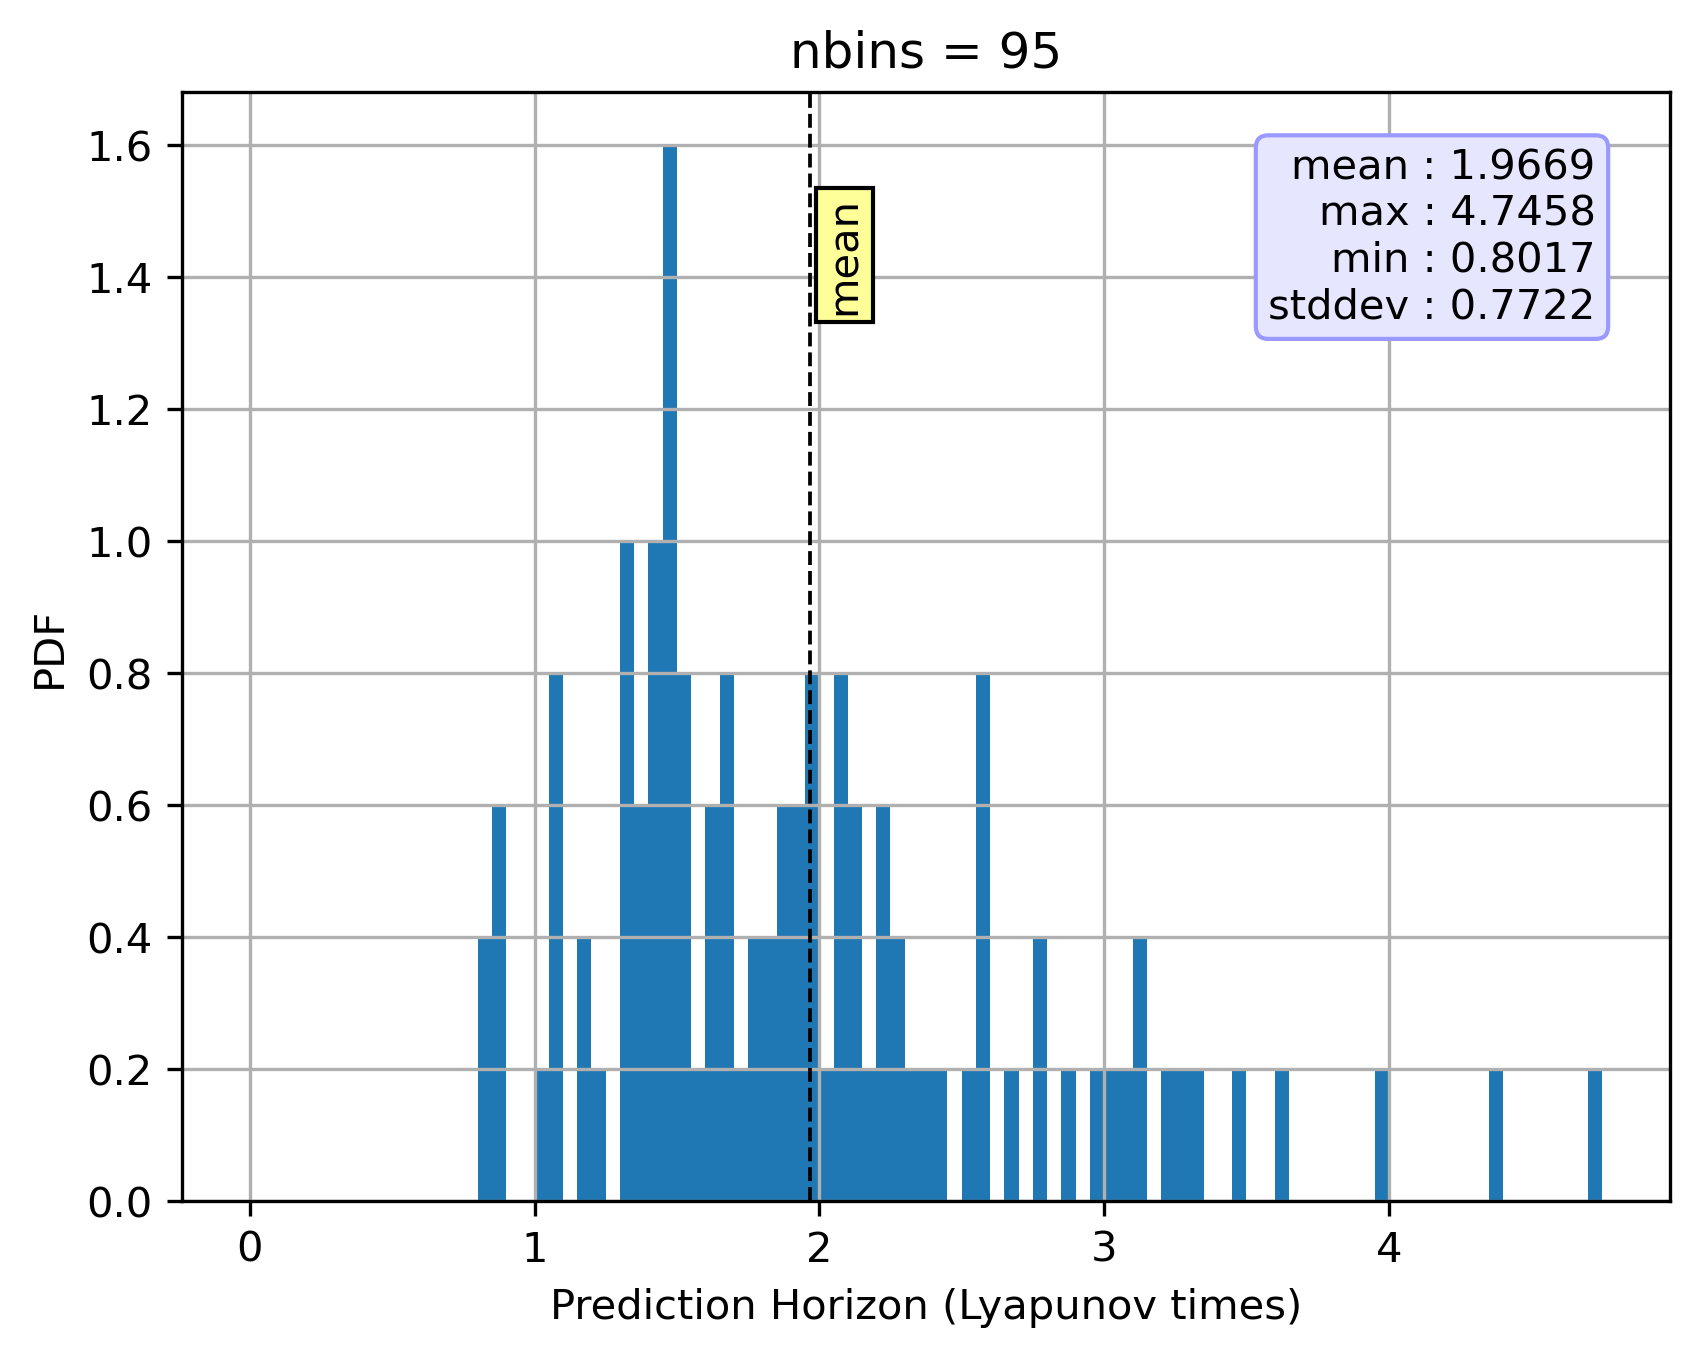 nbins = 95
mean : 1.9669
max : 4.7458
min : 0.8017
stddev : 0.7722
mean
PDF
1.6
1.4
1.2
1.0
0.8
0.6
0.4
0.2
0.0
0 1 2 3 4
Prediction Horizon (Lyapunov times)